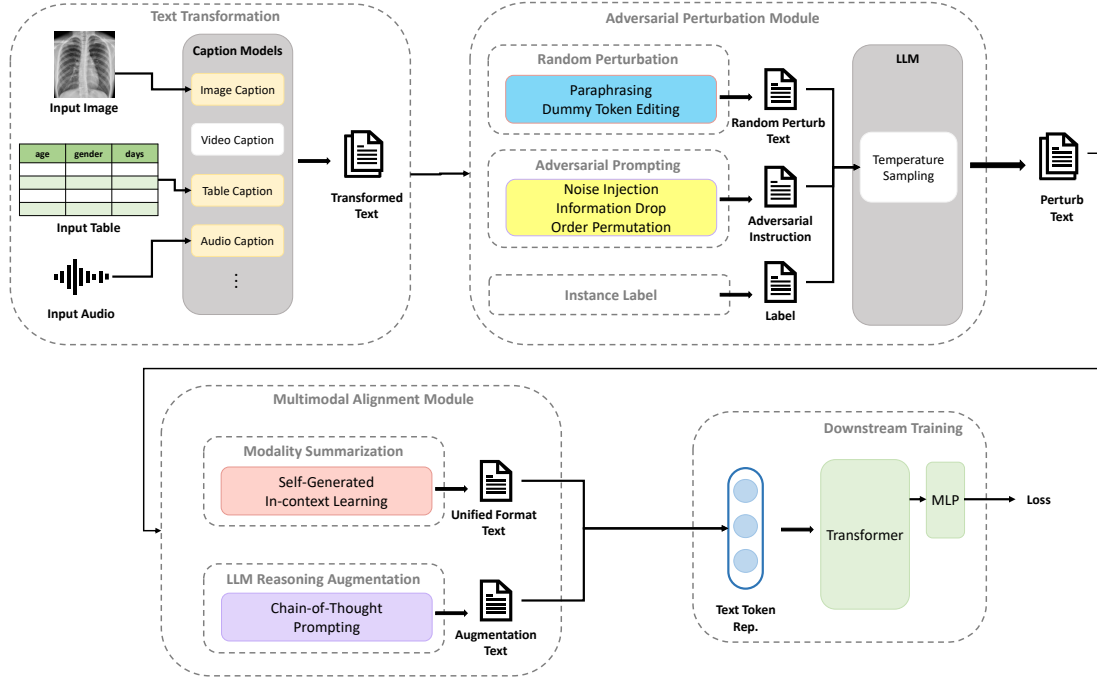 Text Transformation
Input Image
age gender days
Input Table
Input Audio
Caption Models
Image Caption
Video Caption
Table Caption
Audio Caption
⋮
Transformed
Text
Adversarial Perturbation Module
Random Perturbation
Paraphrasing
Dummy Token Editing
Random Perturb
Text
Adversarial Prompting
Noise Injection
Information Drop
Order Permutation
Adversarial
Instruction
Instance Label
Label
LLM
Temperature
Sampling
Perturb
Text
Multimodal Alignment Module
Modality Summarization
Self-Generated
In-context Learning
Unified Format
Text
LLM Reasoning Augmentation
Chain-of-Thought
Prompting
Augmentation
Text
Downstream Training
Text Token
Rep.
Transformer
MLP
Loss